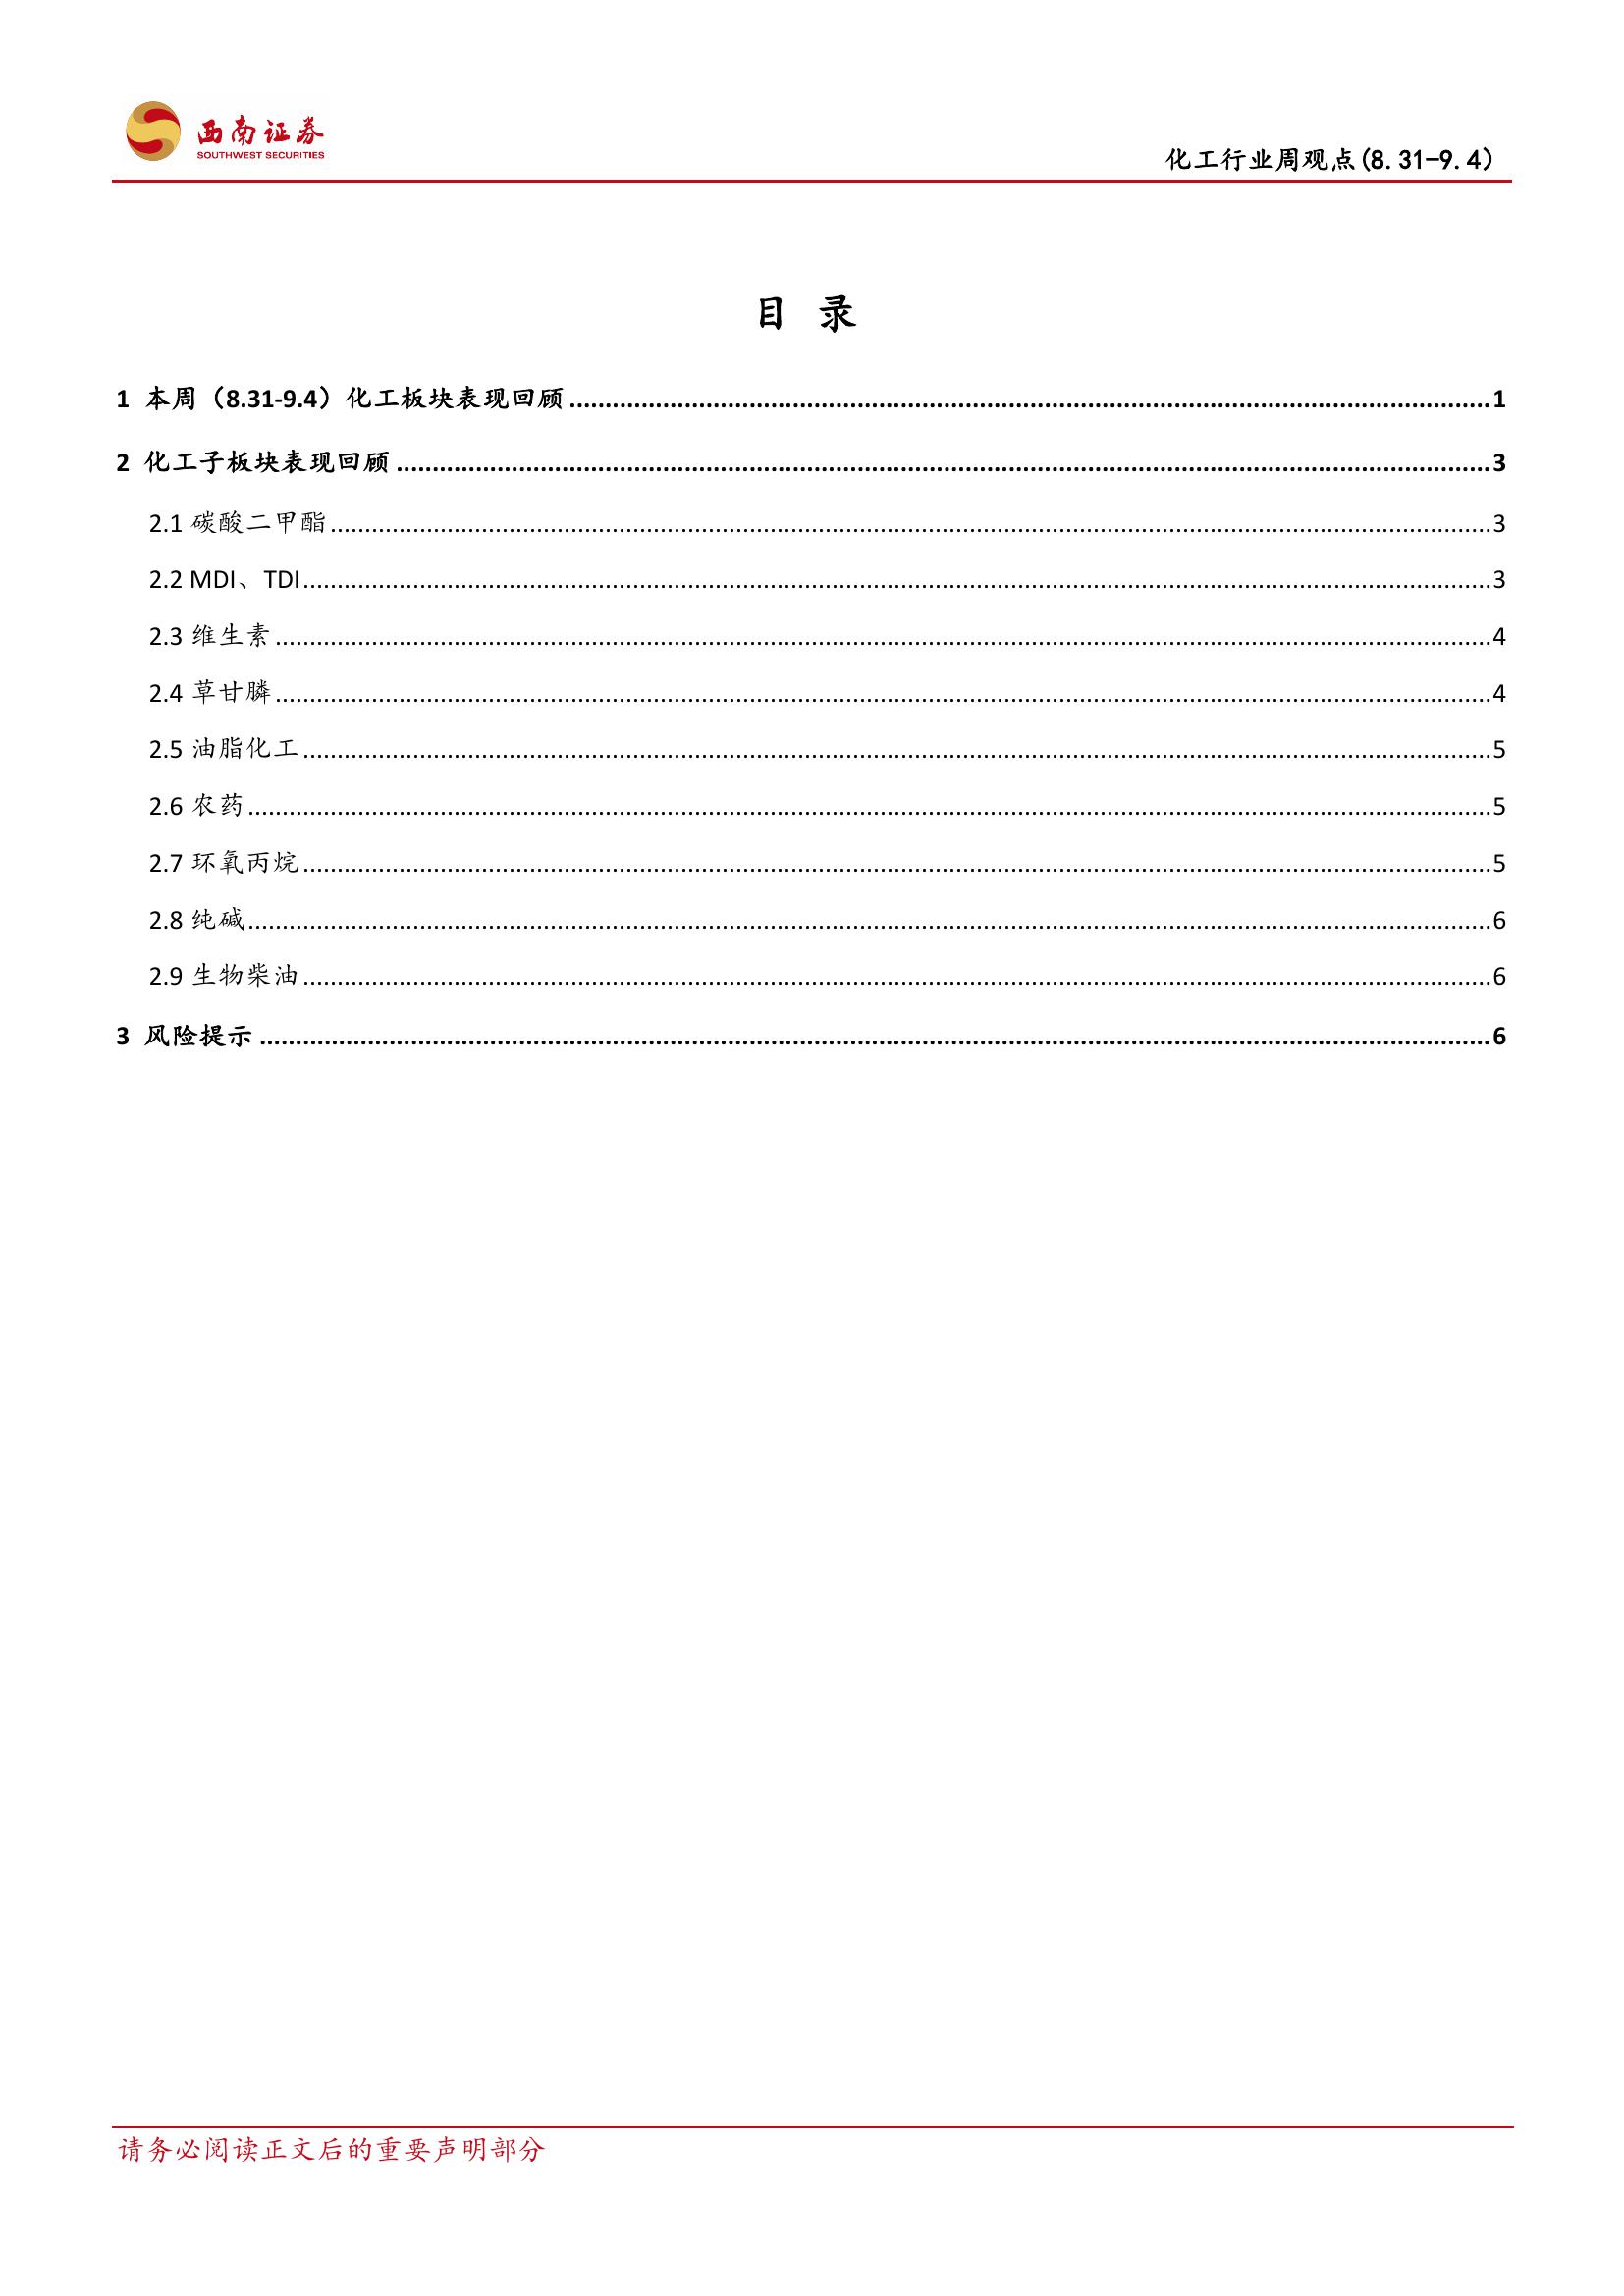 西南证券
SOUTHWEST SECURITIES
化工行业周观点(8.31-9.4)
目 录
1 本周（8.31-9.4）化工板块表现回顾 1
2 化工子板块表现回顾 3
2.1 碳酸二甲酯 3
2.2 MDI、TDI 3
2.3 维生素 4
2.4 草甘膦 4
2.5 油脂化工 5
2.6 农药 5
2.7 环氧丙烷 5
2.8 纯碱 6
2.9 生物柴油 6
3 风险提示 6
请务必阅读正文后的重要声明部分